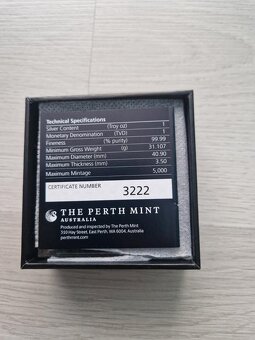 Technical Specifications
Silver Content (Troy oz) 1
Monetary Denomination (TVD) 1
Fineness (% purity) 99.99
Minimum Gross Weight (g) 31.107
Maximum Diameter (mm) 40.90
Maximum Thickness (mm) 3.50
Maximum Mintage 5,000
CERTIFICATE NUMBER 3222
THE PERTH MINT
AUSTRALIA
Produced and inspected by The Perth Mint
310 Hay Street, East Perth, WA 6004, Australia
perthmint.com